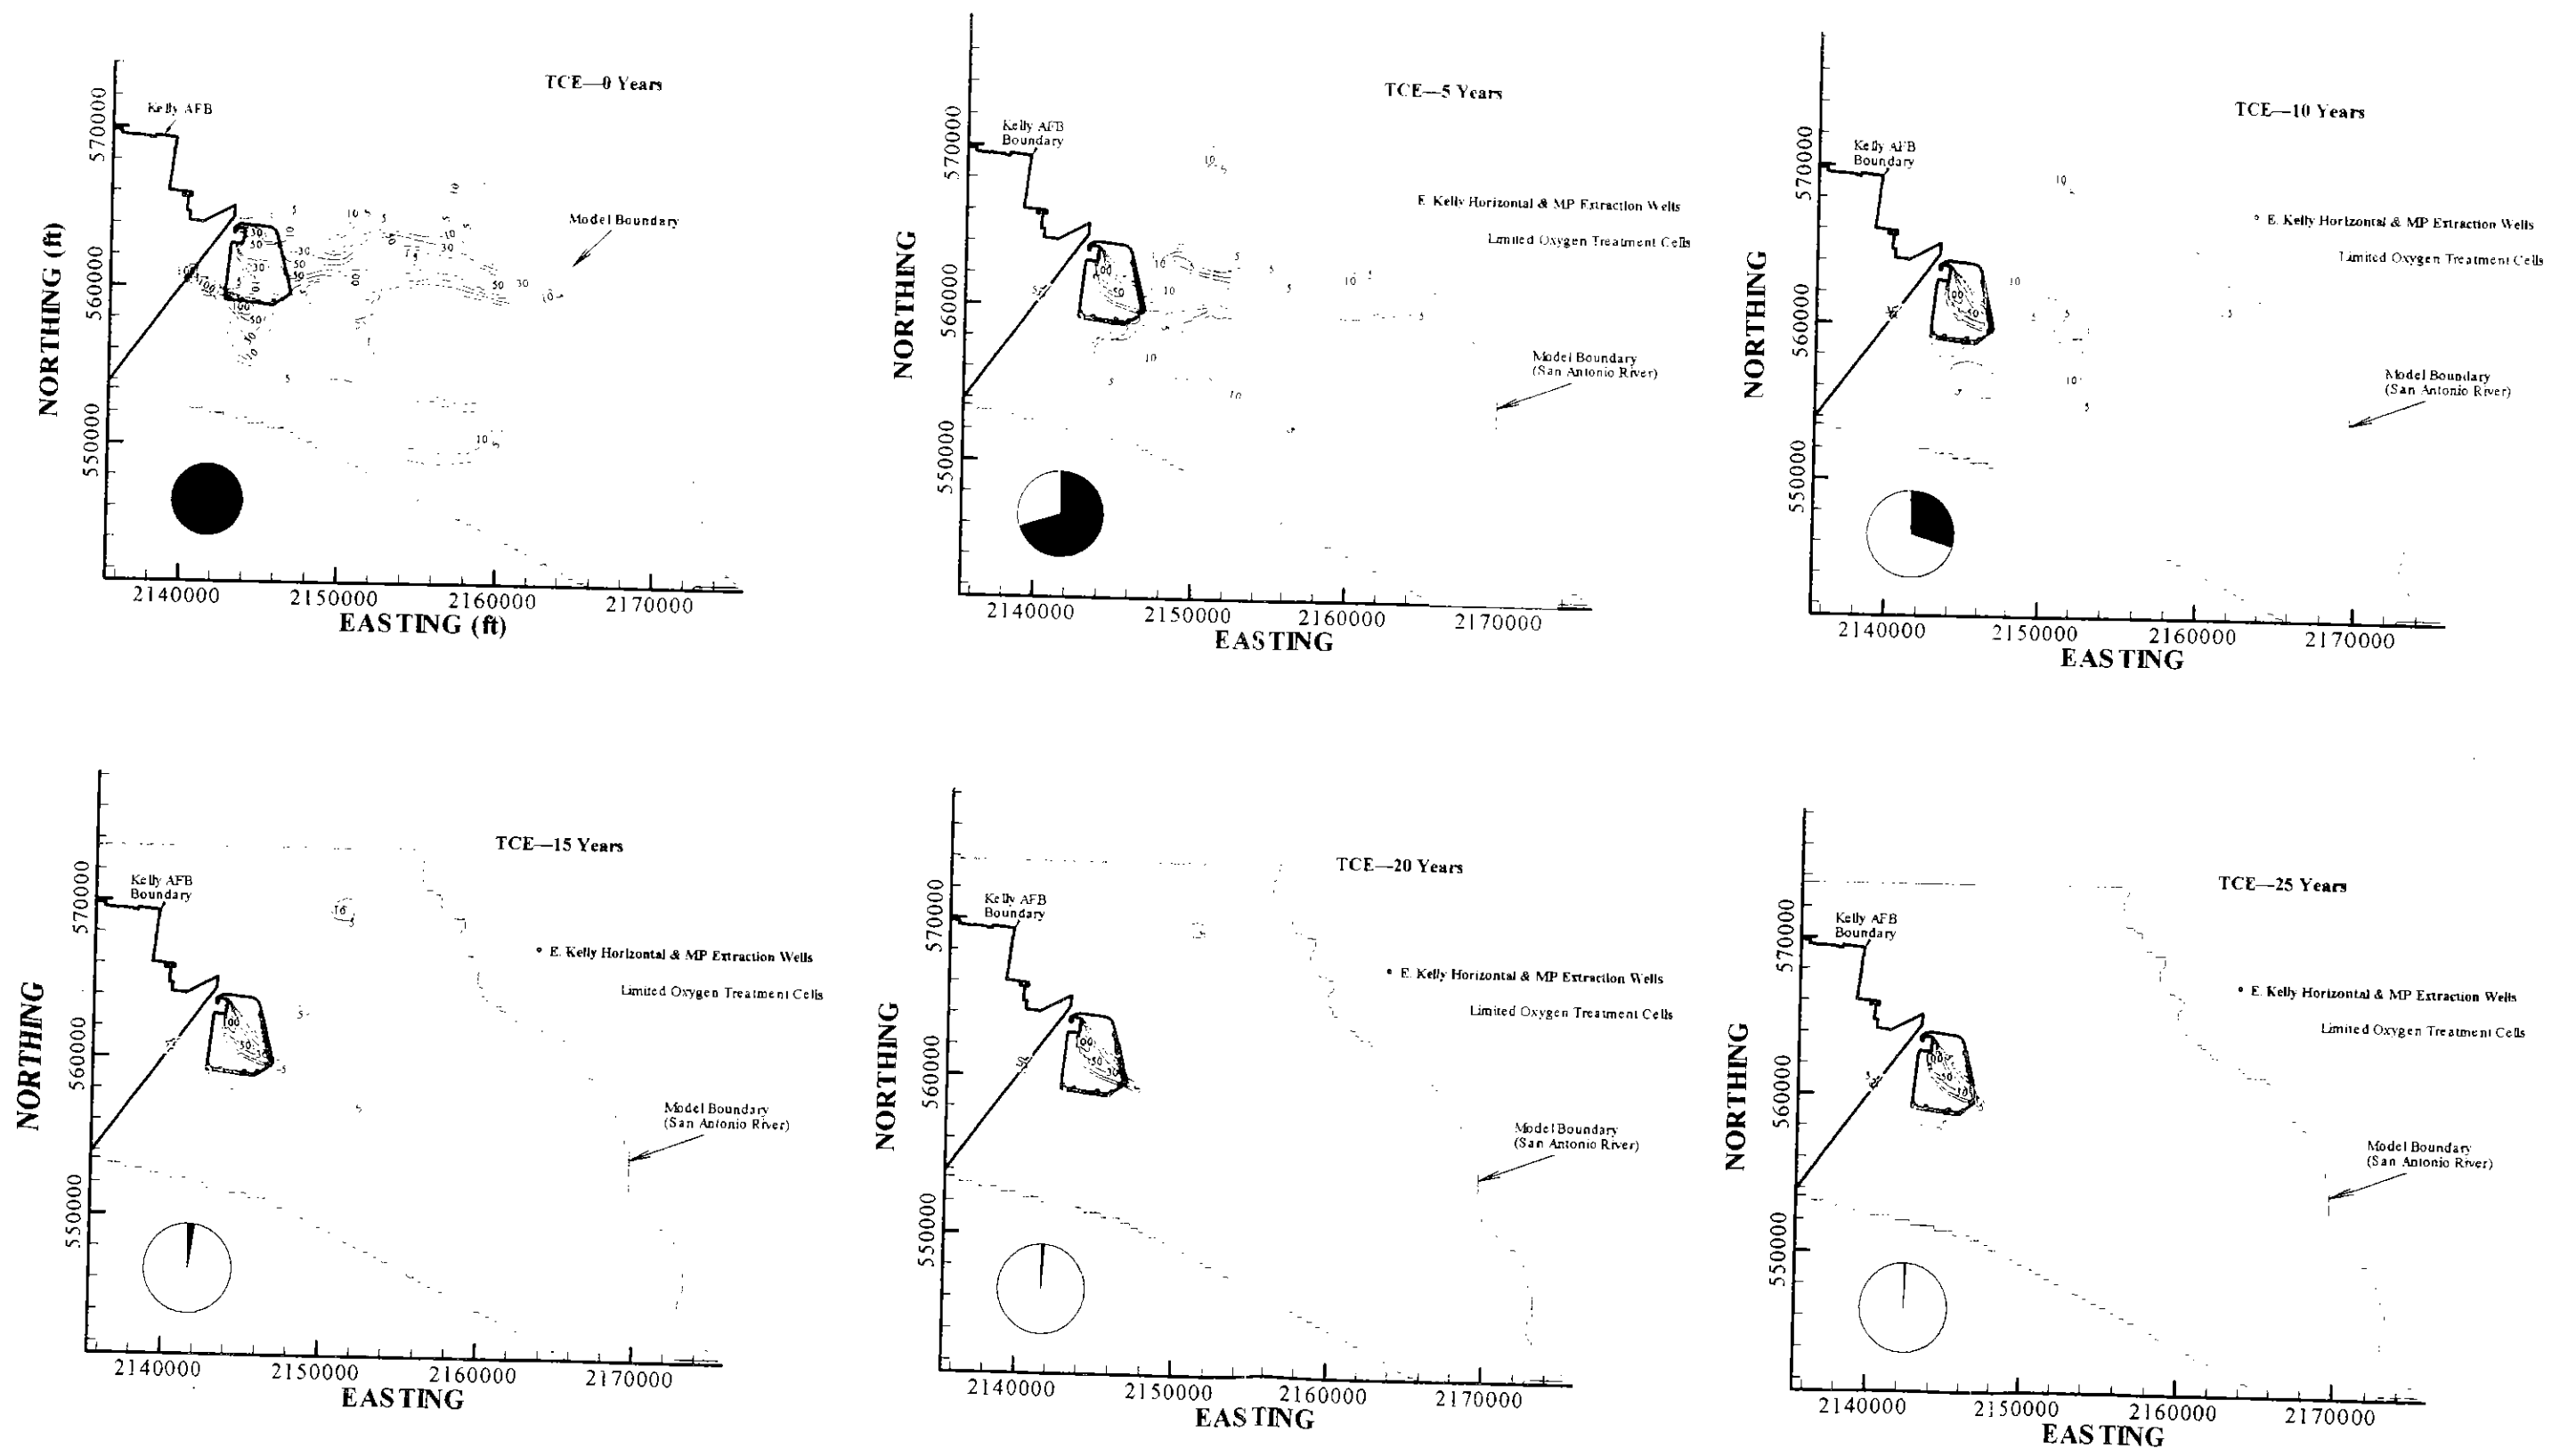 TCE—0 Years
Kelly AFB
Model Boundary
NORTHING (ft)
570000
560000
550000
2140000
2150000
2160000
2170000
EASTING (ft)
TCE—5 Years
Kelly AFB
Boundary
E. Kelly Horizontal & MP Extraction Wells
Limited Oxygen Treatment Cells
Model Boundary
(San Antonio River)
NORTHING
570000
560000
550000
2140000
2150000
2160000
2170000
EASTING
TCE—10 Years
Kelly AFB
Boundary
E. Kelly Horizontal & MP Extraction Wells
Limited Oxygen Treatment Cells
Model Boundary
(San Antonio River)
NORTHING
570000
560000
550000
2140000
2150000
2160000
2170000
EASTING
TCE—15 Years
Kelly AFB
Boundary
E. Kelly Horizontal & MP Extraction Wells
Limited Oxygen Treatment Cells
Model Boundary
(San Antonio River)
NORTHING
570000
560000
550000
2140000
2150000
2160000
2170000
EASTING
TCE—20 Years
Kelly AFB
Boundary
E. Kelly Horizontal & MP Extraction Wells
Limited Oxygen Treatment Cells
Model Boundary
(San Antonio River)
NORTHING
570000
560000
550000
2140000
2150000
2160000
2170000
EASTING
TCE—25 Years
Kelly AFB
Boundary
E. Kelly Horizontal & MP Extraction Wells
Limited Oxygen Treatment Cells
Model Boundary
(San Antonio River)
NORTHING
570000
560000
550000
2140000
2150000
2160000
2170000
EASTING